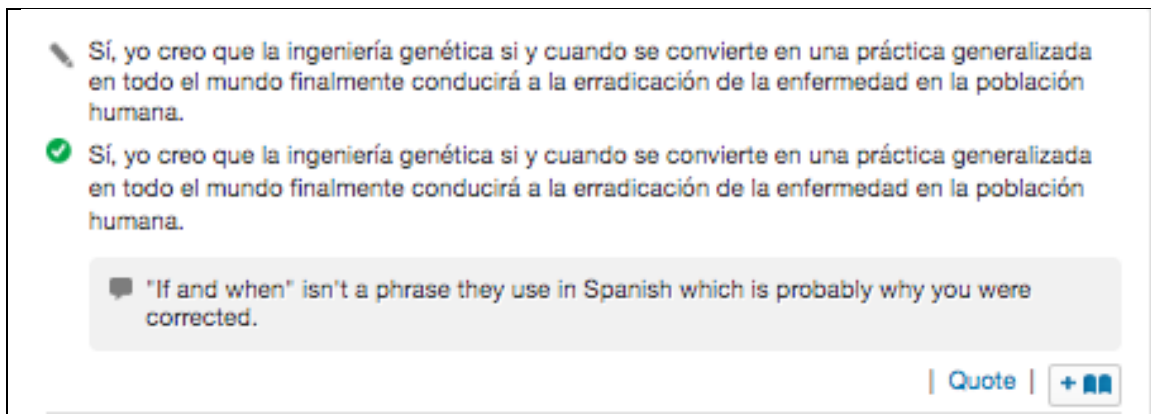 Sí, yo creo que la ingeniería genética si y cuando se convierte en una práctica generalizada
en todo el mundo finalmente conducirá a la erradicación de la enfermedad en la población
humana.
Sí, yo creo que la ingeniería genética si y cuando se convierte en una práctica generalizada
en todo el mundo finalmente conducirá a la erradicación de la enfermedad en la población
humana.
"If and when" isn't a phrase they use in Spanish which is probably why you were
corrected.
| Quote | +